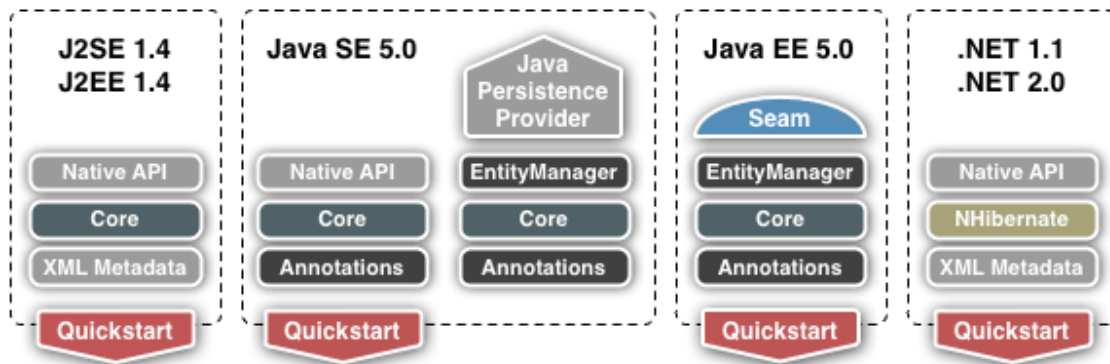 J2SE 1.4
J2EE 1.4
Native API
Core
XML Metadata
Quickstart
Java SE 5.0
Native API
Core
Annotations
Quickstart
Java
Persistence
Provider
EntityManager
Core
Annotations
Java EE 5.0
Seam
EntityManager
Core
Annotations
Quickstart
.NET 1.1
.NET 2.0
Native API
NHibernate
XML Metadata
Quickstart